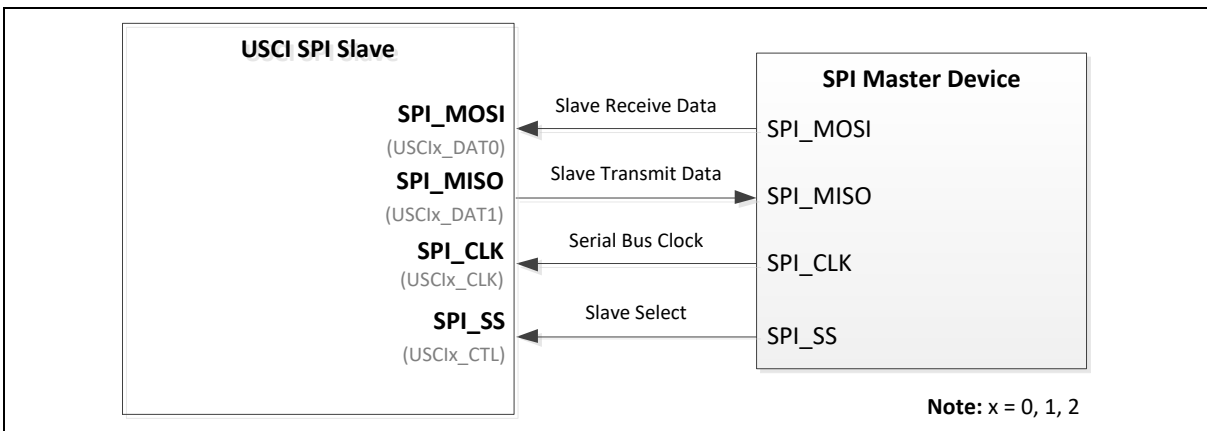 USCI SPI Slave
SPI_MOSI
(USCIx_DAT0)
SPI_MISO
(USCIx_DAT1)
SPI_CLK
(USCIx_CLK)
SPI_SS
(USCIx_CTL)
Slave Receive Data
Slave Transmit Data
Serial Bus Clock
Slave Select
SPI Master Device
SPI_MOSI
SPI_MISO
SPI_CLK
SPI_SS
Note: x = 0, 1, 2